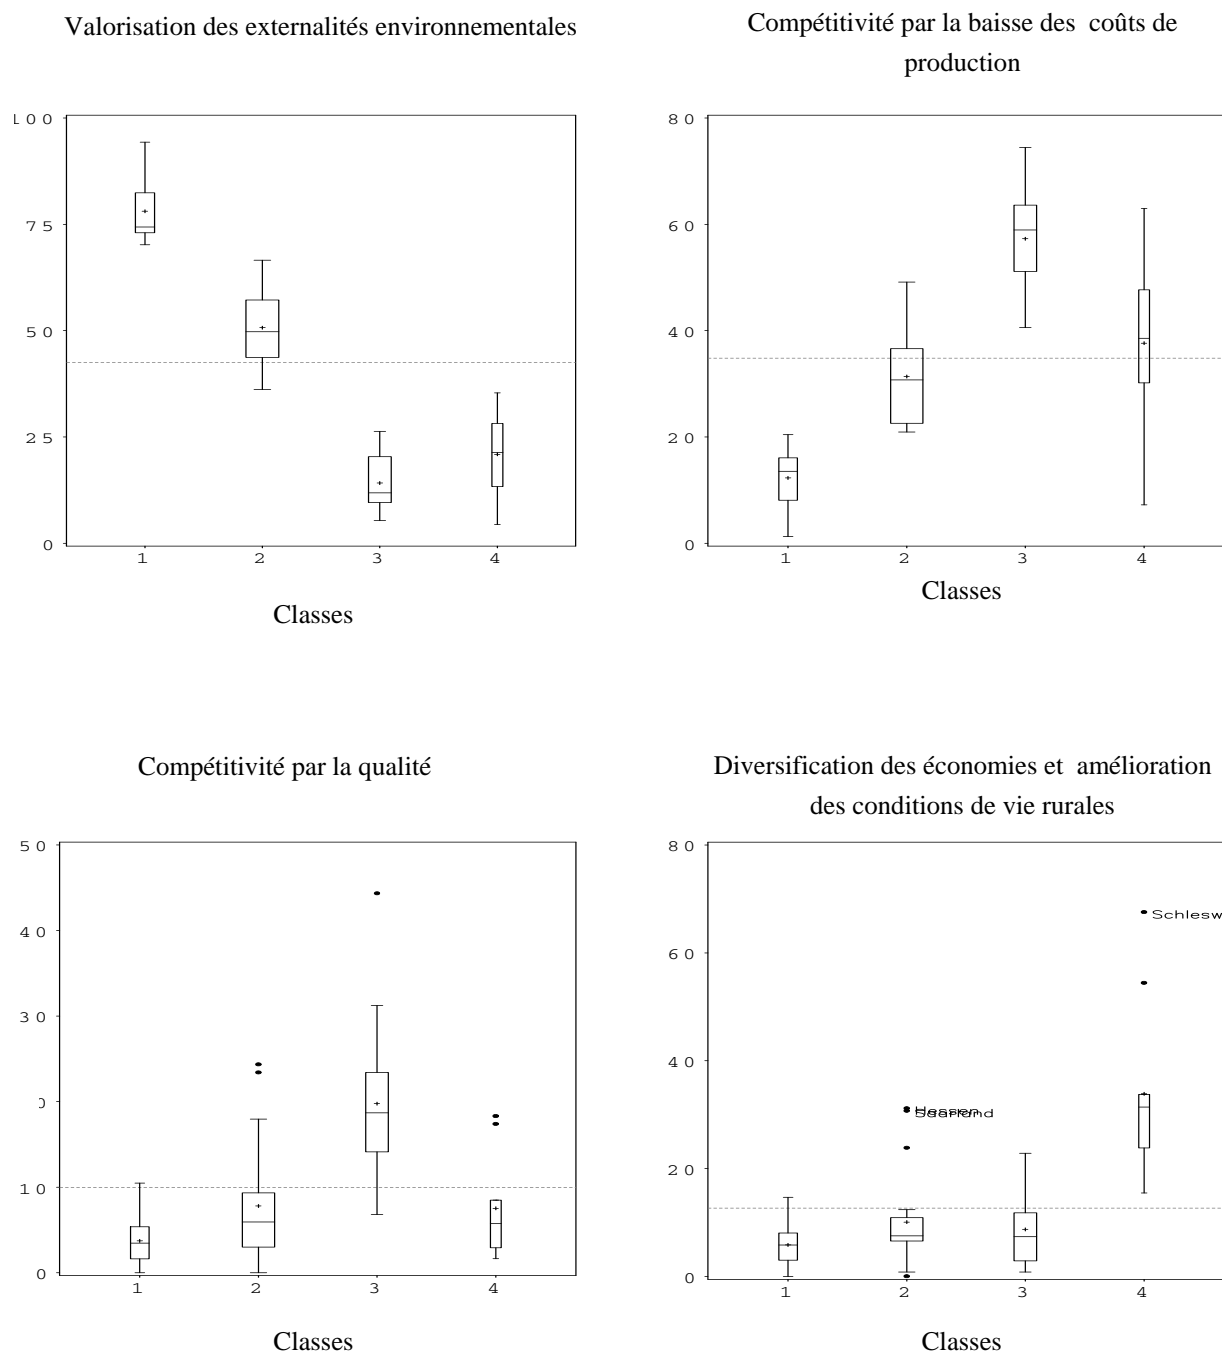 Valorisation des externalités environnementales
Compétitivité par la baisse des coûts de
production
100
75
50
25
0
1 2 3 4
Classes
80
60
40
20
0
1 2 3 4
Classes
Compétitivité par la qualité
50
40
30
20
10
0
1 2 3 4
Classes
Diversification des économies et amélioration
des conditions de vie rurales
80
60
40
20
0
Schlesw
Hessen
Saarland
1 2 3 4
Classes